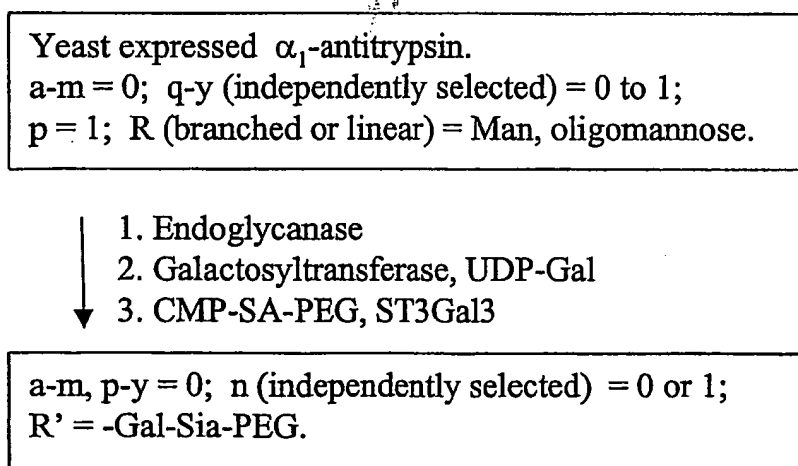 Yeast expressed α₁-antitrypsin.
a-m = 0; q-y (independently selected) = 0 to 1;
p = 1; R (branched or linear) = Man, oligomannose.
1. Endoglycanase
2. Galactosyltransferase, UDP-Gal
3. CMP-SA-PEG, ST3Gal3
a-m, p-y = 0; n (independently selected) = 0 or 1;
R’ = -Gal-Sia-PEG.